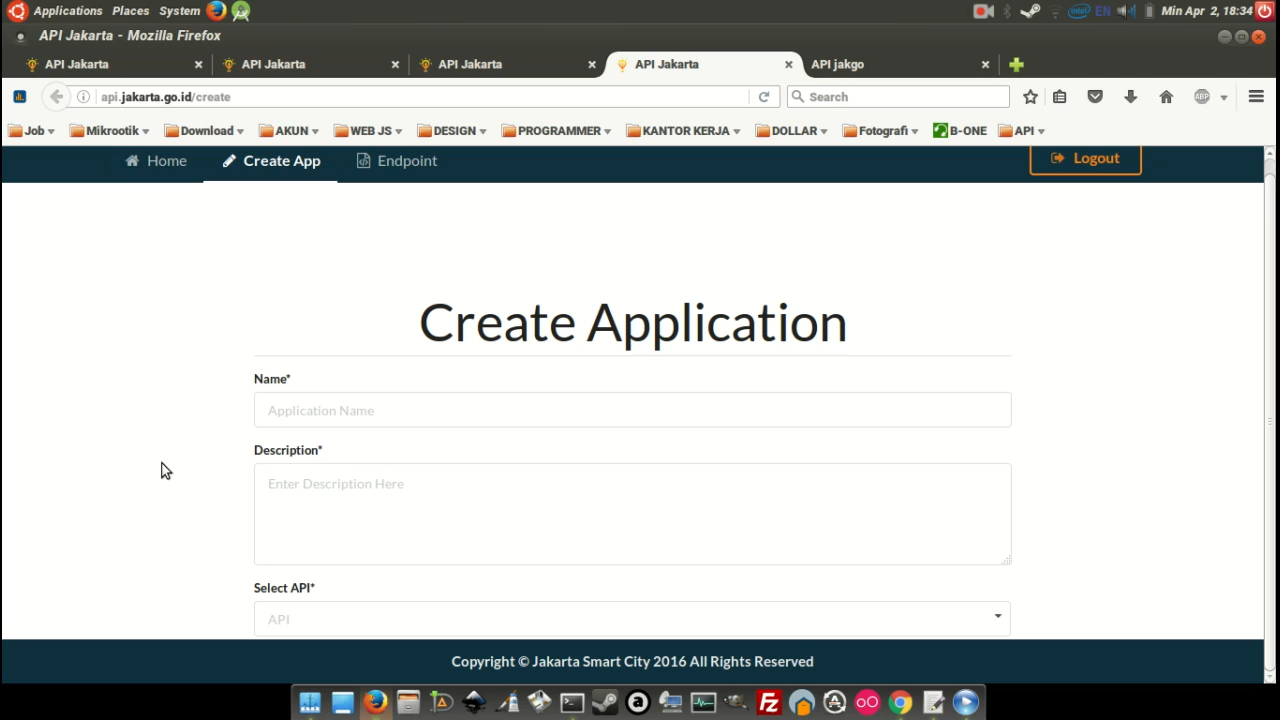 Applications Places System EN Min Apr 2, 18:34
API Jakarta - Mozilla Firefox
API Jakarta API Jakarta API Jakarta API Jakarta API jakgo
api.jakarta.go.id/create Search ABP
Job Mikrootik Download AKUN WEB JS DESIGN PROGRAMMER KANTOR KERJA DOLLAR Fotografi B-ONE API
Home Create App Endpoint Logout
Create Application
Name*
Application Name
Description*
Enter Description Here
Select API*
API
Copyright © Jakarta Smart City 2016 All Rights Reserved